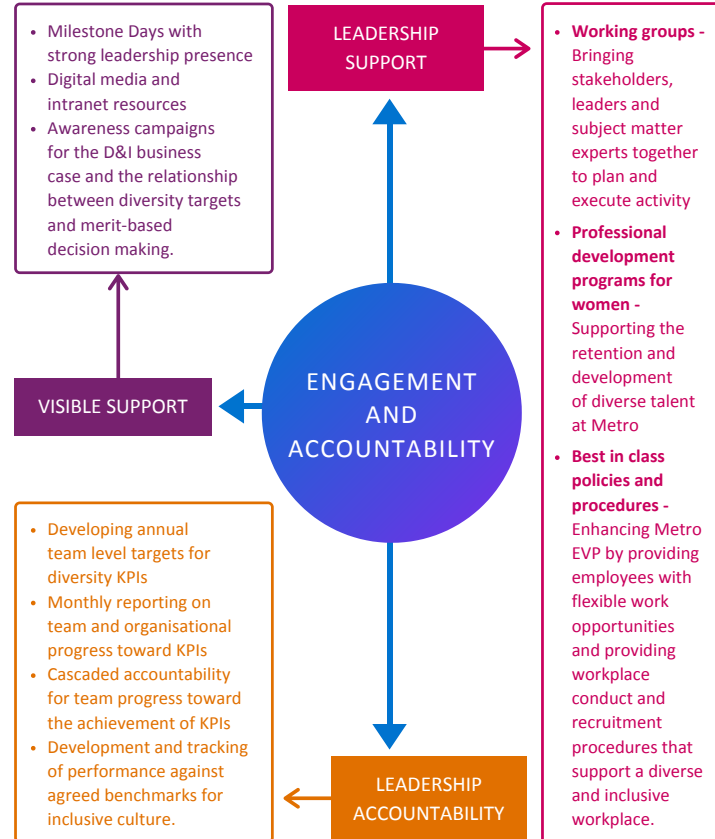 • Milestone Days with
strong leadership presence
• Digital media and
intranet resources
• Awareness campaigns
for the D&I business
case and the relationship
between diversity targets
and merit-based
decision making.
LEADERSHIP
SUPPORT
• Working groups -
Bringing
stakeholders,
leaders and
subject matter
experts together
to plan and
execute activity
• Professional
development
programs for
women -
Supporting the
retention and
development
of diverse talent
at Metro
• Best in class
policies and
procedures -
Enhancing Metro
EVP by providing
employees with
flexible work
opportunities
and providing
workplace
conduct and
recruitment
procedures that
support a diverse
and inclusive
workplace.
VISIBLE SUPPORT
ENGAGEMENT
AND
ACCOUNTABILITY
• Developing annual
team level targets for
diversity KPIs
• Monthly reporting on
team and organisational
progress toward KPIs
• Cascaded accountability
for team progress toward
the achievement of KPIs
• Development and tracking
of performance against
agreed benchmarks for
inclusive culture.
LEADERSHIP
ACCOUNTABILITY